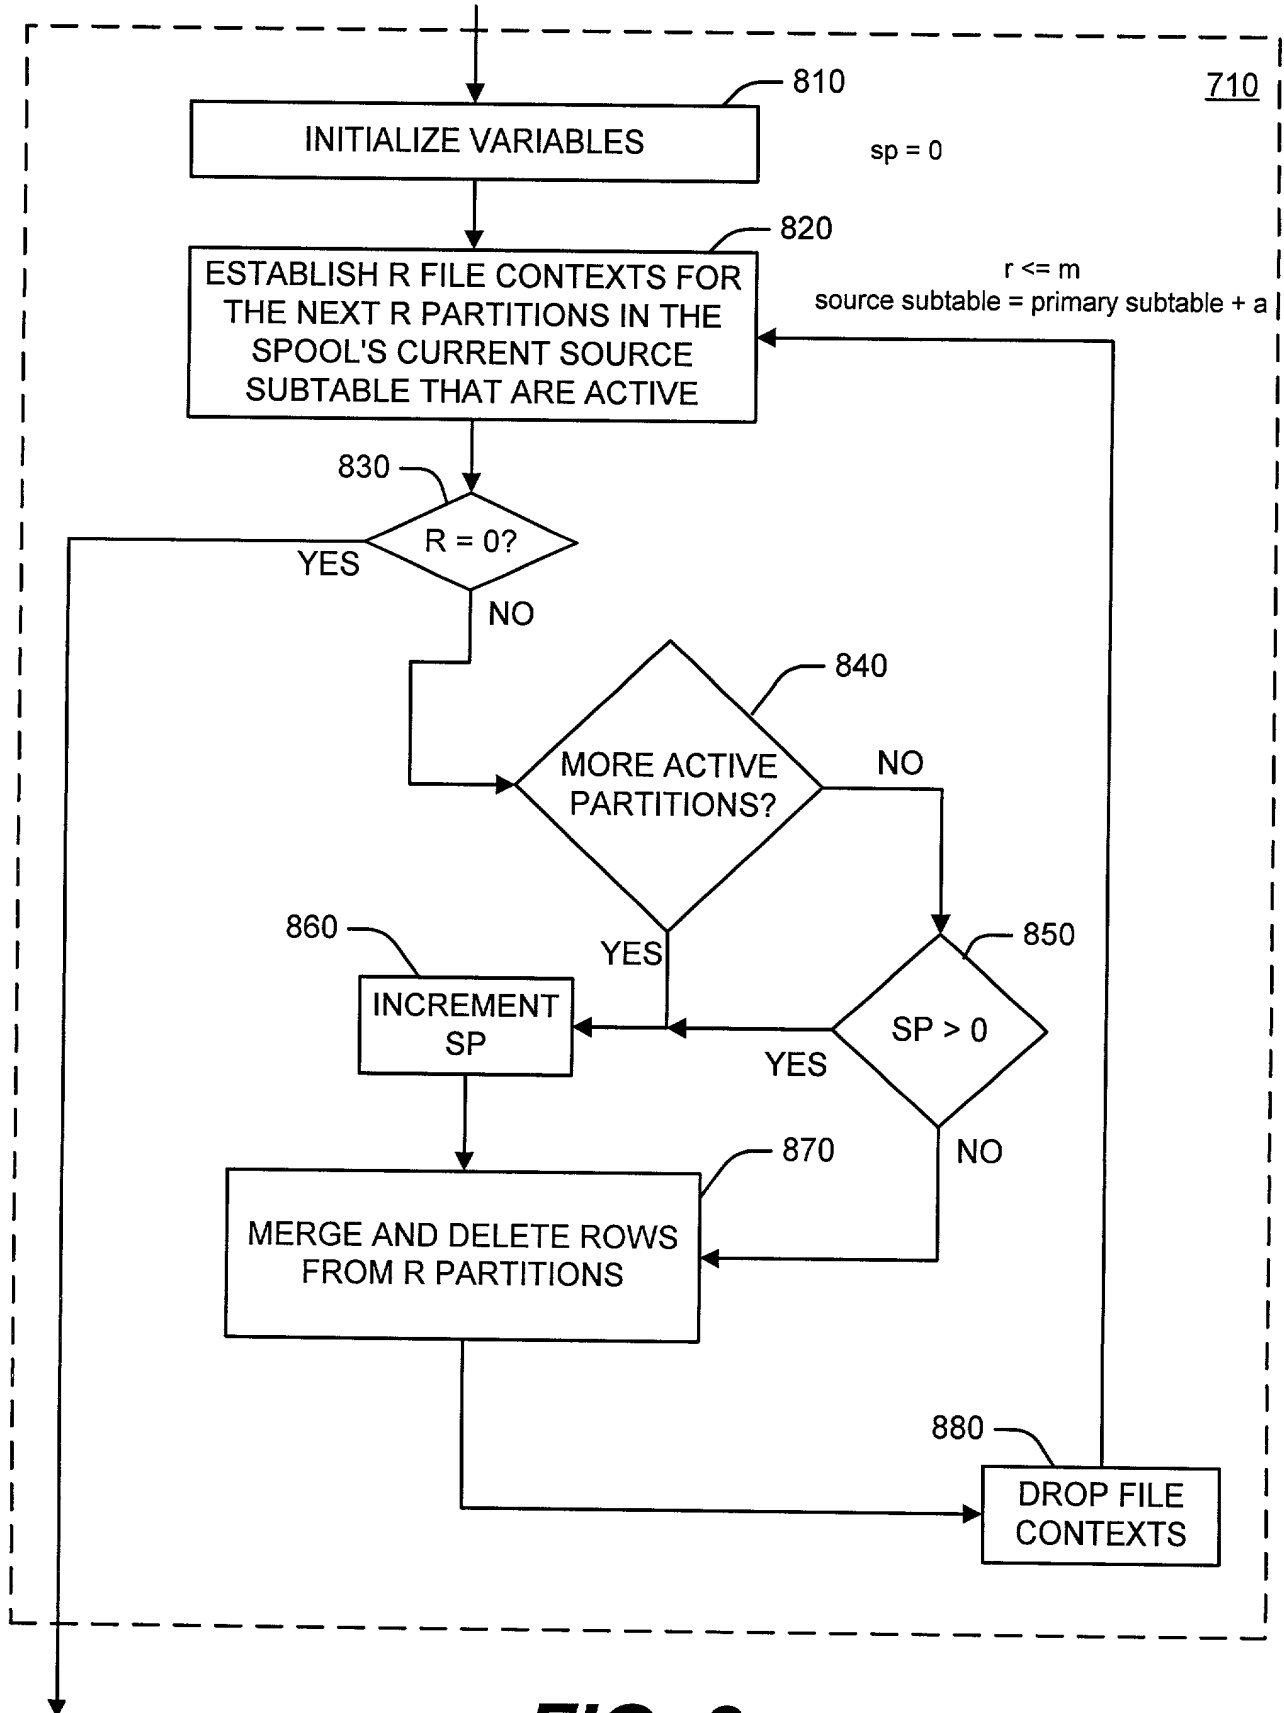 810
710
INITIALIZE VARIABLES
sp = 0
820
ESTABLISH R FILE CONTEXTS FOR
THE NEXT R PARTITIONS IN THE
SPOOL'S CURRENT SOURCE
SUBTABLE THAT ARE ACTIVE
r <= m
source subtable = primary subtable + a
830
R = 0?
YES
NO
840
MORE ACTIVE
PARTITIONS?
NO
YES
850
SP > 0
YES
NO
860
INCREMENT
SP
870
MERGE AND DELETE ROWS
FROM R PARTITIONS
880
DROP FILE
CONTEXTS
FIG.